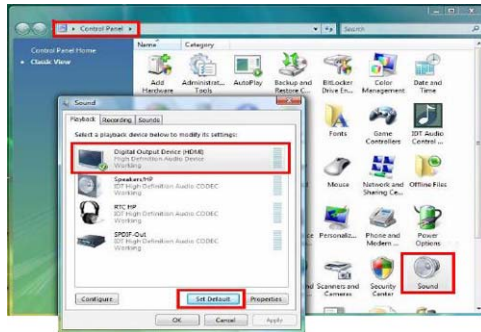 Control Panel
Search
Control Panel Home
Classic View
Name
Category
Add Hardware
Administrat... Tools
AutoPlay
Backup and Restore C...
BitLocker Drive En...
Color Management
Date and Time
Fonts
Game Controllers
IDT Audio Control ...
Mouse
Network and Sharing Ce...
Offline Files
Personaliz...
Phone and Modem ...
Power Options
Scanners and Cameras
Security Center
Sound
Sound
Playback
Recording
Sounds
Select a playback device below to modify its settings:
Digital Output Device (HDMI)
High Definition Audio Device
Working
Speakers/HP
IDT High Definition Audio CODEC
Working
RTC HP
IDT High Definition Audio CODEC
Working
SPDIF-Out
IDT High Definition Audio CODEC
Working
Configure
Set Default
Properties
OK
Cancel
Apply